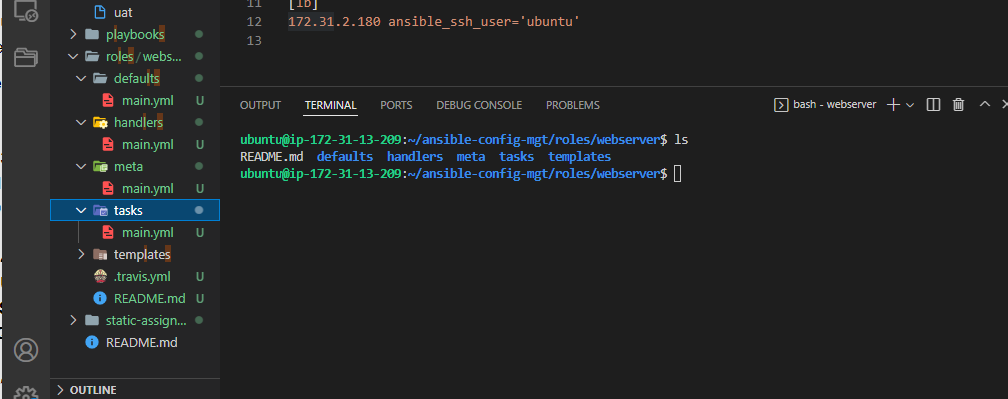 uat
playbooks
roles/webs...
defaults
main.yml U
handlers
main.yml U
meta
main.yml U
tasks
main.yml U
templates
.travis.yml U
README.md U
static-assign...
README.md
OUTLINE
11 [lb]
12 172.31.2.180 ansible_ssh_user='ubuntu'
13
OUTPUT TERMINAL PORTS DEBUG CONSOLE PROBLEMS bash - webserver
ubuntu@ip-172-31-13-209:~/ansible-config-mgt/roles/webserver$ ls
README.md defaults handlers meta tasks templates
ubuntu@ip-172-31-13-209:~/ansible-config-mgt/roles/webserver$